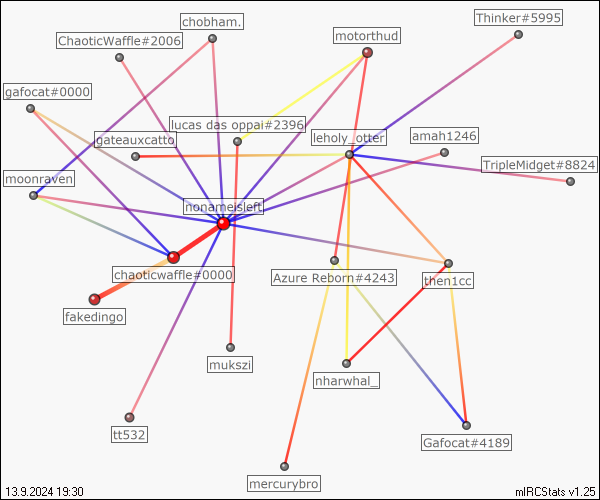 Thinker#5995
chobham.
motorthud
ChaoticWaffle#2006
gafocat#0000
lucas das oppai#2396
amah1246
leholy_otter
gateauxcatto
TripleMidget#8824
moonraven
nonameisleft
chaoticwaffle#0000
Azure Reborn#4243
then1cc
fakedingo
mukszi
nharwhal_
tt532
Gafocat#4189
mercurybro
13.9.2024 19:30
mIRCStats v1.25